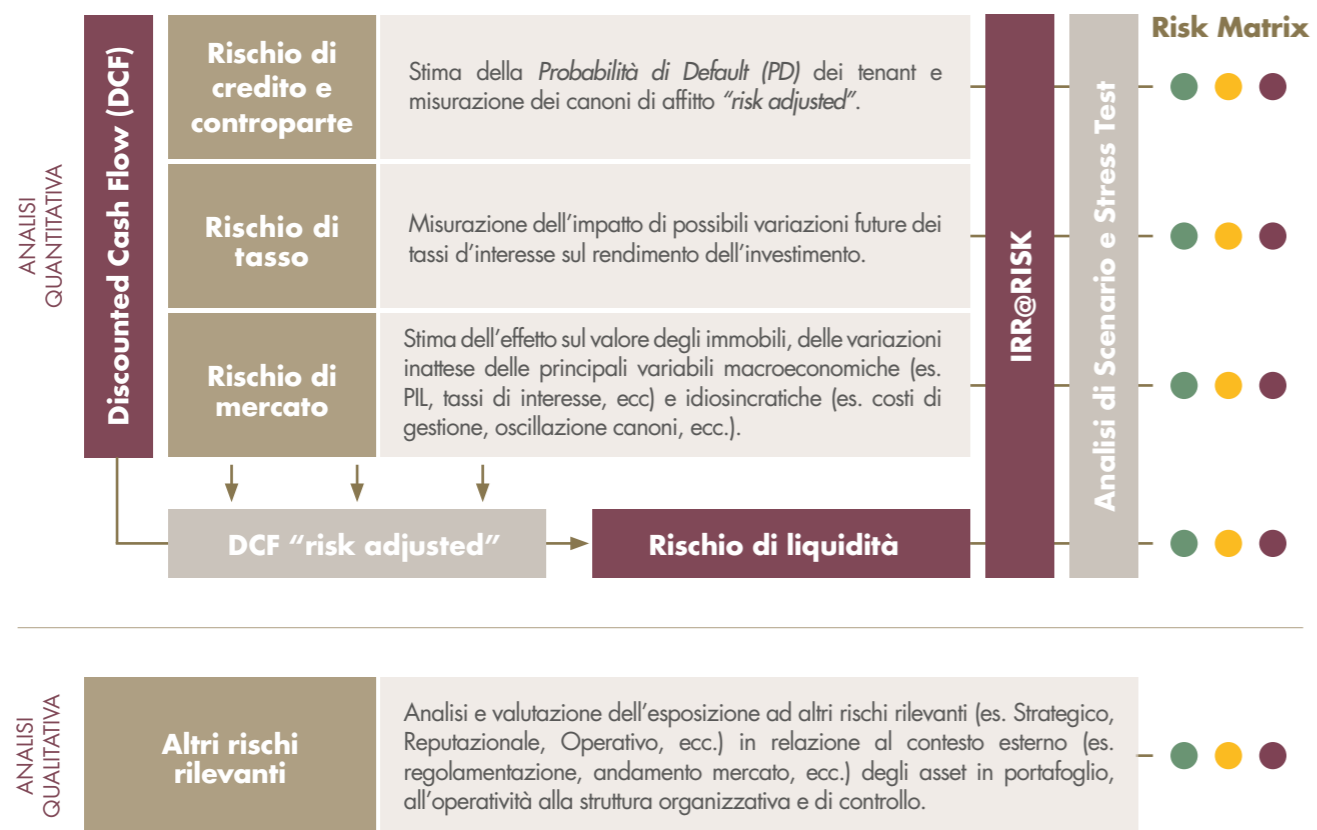 Risk Matrix
ANALISI
QUANTITATIVA
Discounted Cash Flow (DCF)
Rischio di
credito e
controparte
Stima della Probabilità di Default (PD) dei tenant e
misurazione dei canoni di affitto “risk adjusted”.
Rischio di
tasso
Misurazione dell’impatto di possibili variazioni future dei
tassi d’interesse sul rendimento dell’investimento.
Rischio di
mercato
Stima dell’effetto sul valore degli immobili, delle variazioni
inattese delle principali variabili macroeconomiche (es.
PIL, tassi di interesse, ecc) e idiosincratiche (es. costi di
gestione, oscillazione canoni, ecc.).
DCF “risk adjusted”
Rischio di liquidità
IRR@RISK
Analisi di Scenario e Stress Test
ANALISI
QUALITATIVA
Altri rischi
rilevanti
Analisi e valutazione dell’esposizione ad altri rischi rilevanti (es. Strategico,
Reputazionale, Operativo, ecc.) in relazione al contesto esterno (es.
regolamentazione, andamento mercato, ecc.) degli asset in portafoglio,
all’operatività alla struttura organizzativa e di controllo.